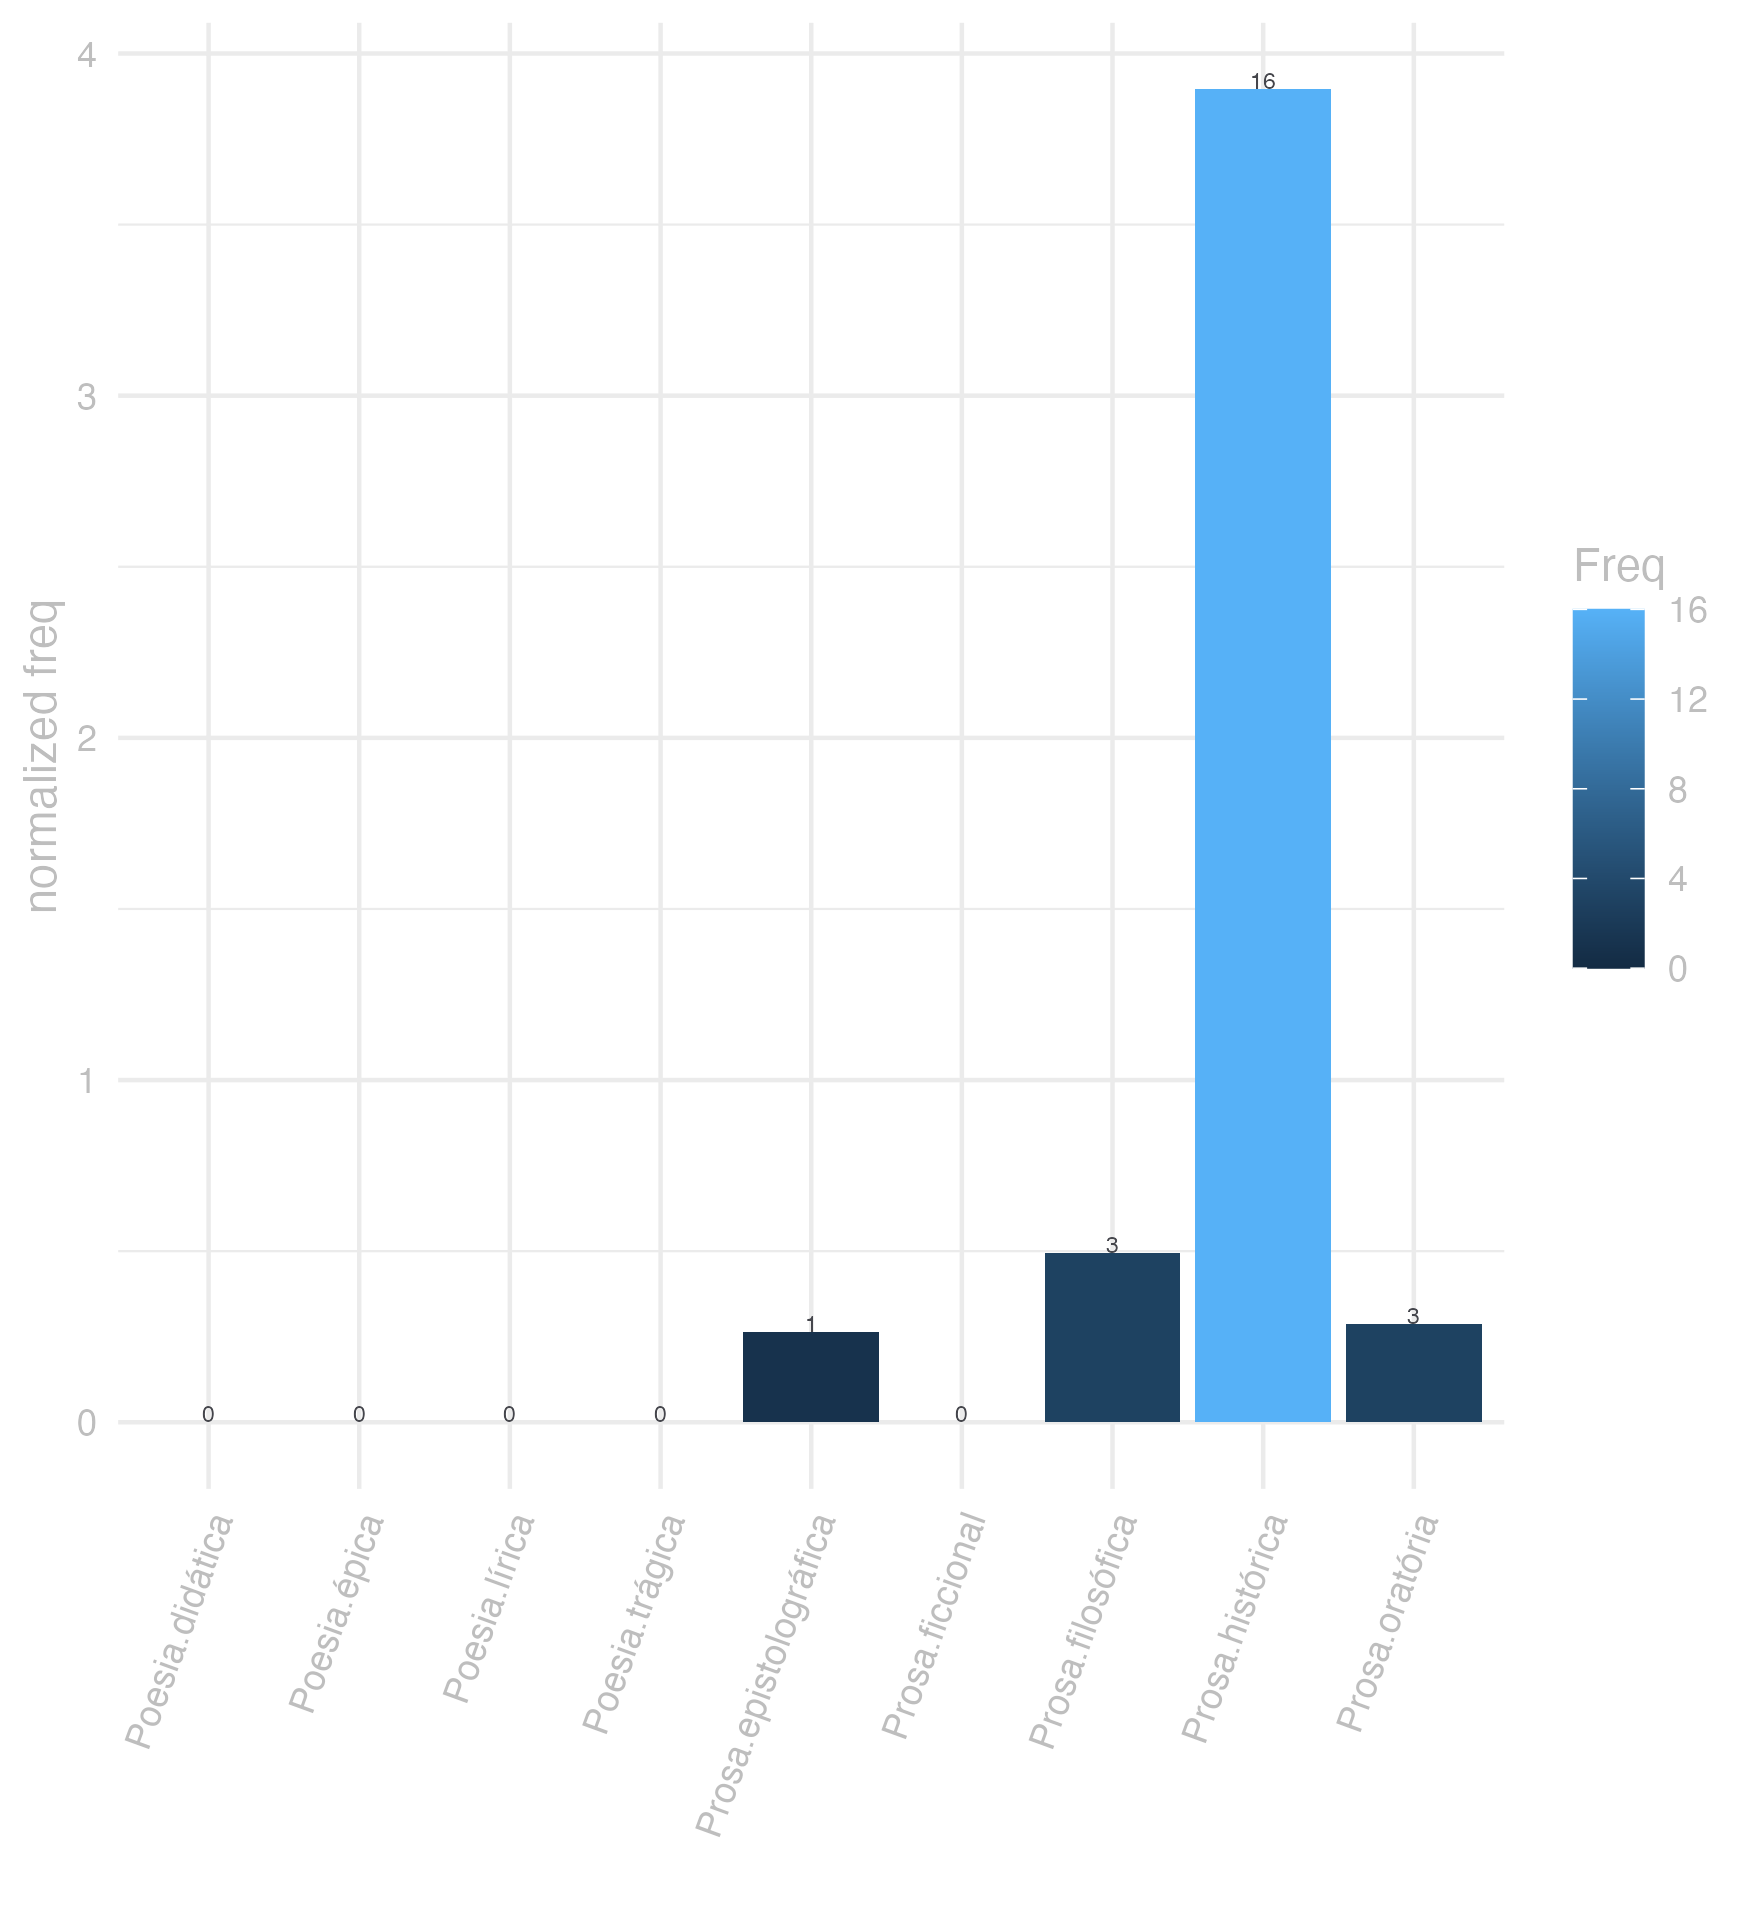 4
3
2
1
0
normalized freq
0
0
0
0
1
0
3
16
3
Poesia.didática
Poesia.épica
Poesia.lírica
Poesia.trágica
Prosa.epistolográfica
Prosa.ficcional
Prosa.filosófica
Prosa.histórica
Prosa.oratória
Freq
16
12
8
4
0